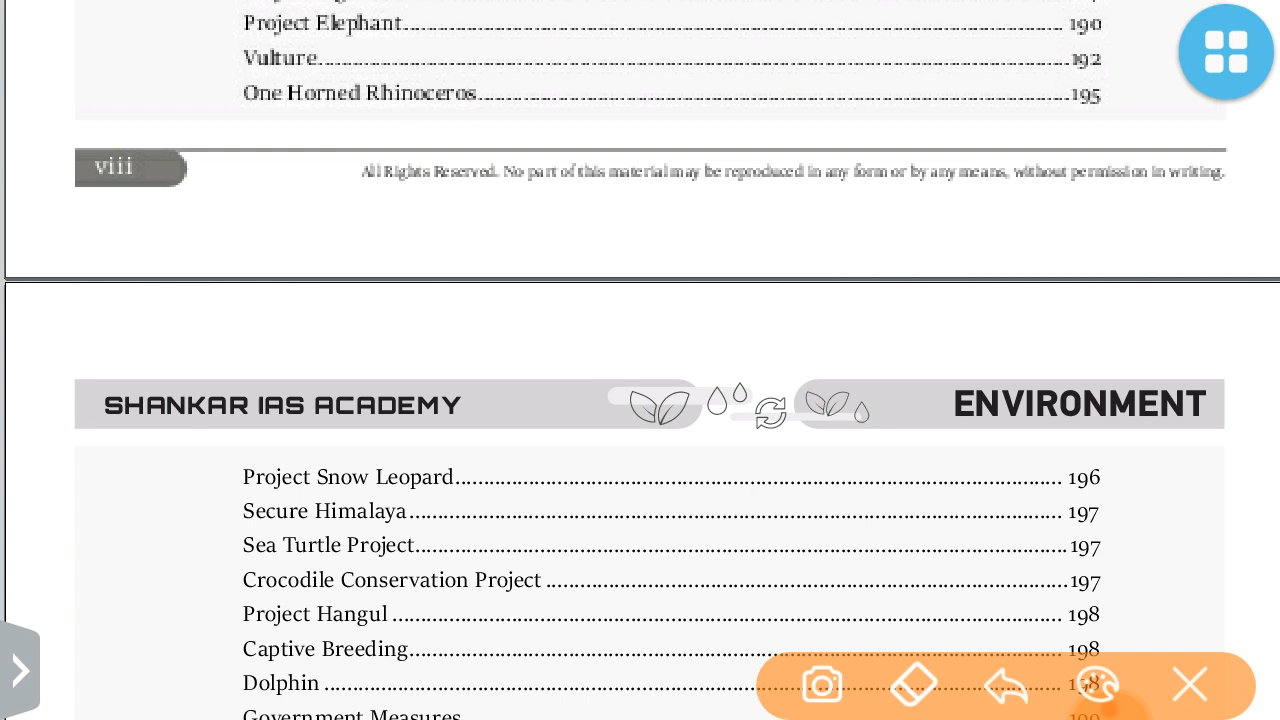 Project Elephant.......... 190
Vulture..........192
One Horned Rhinoceros..........195
viii
All Rights Reserved. No part of this material may be reproduced in any form or by any means, without permission in writing.
SHANKAR IAS ACADEMY
ENVIRONMENT
Project Snow Leopard.......... 196
Secure Himalaya.......... 197
Sea Turtle Project..........197
Crocodile Conservation Project ..........197
Project Hangul .......... 198
Captive Breeding.......... 198
Dolphin ..........
Government Measures